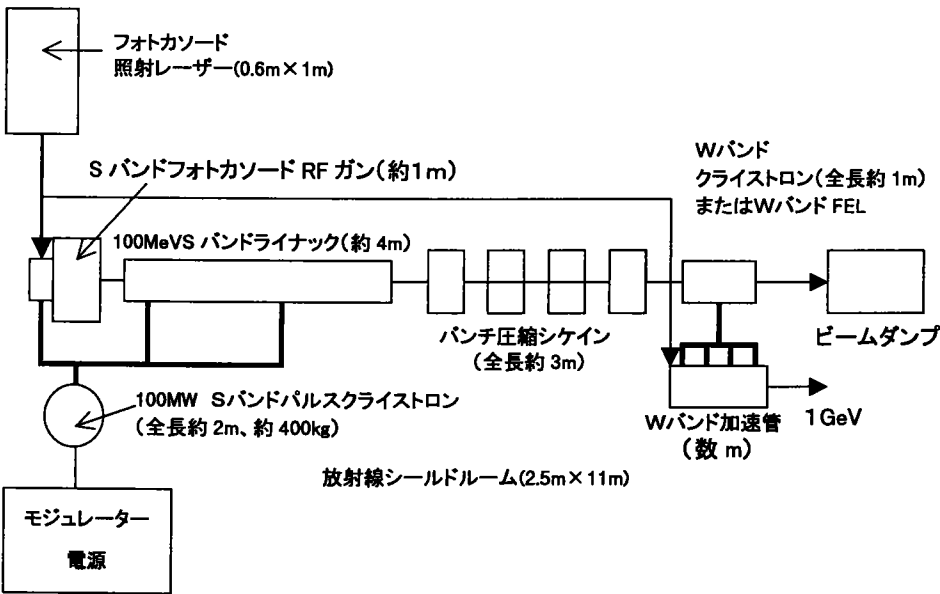 フォトカソード
照射レーザー(0.6m×1m)
S バンドフォトカソード RF ガン(約1m)
Wバンド
クライストロン(全長約 1m)
またはWバンド FEL
100MeVS バンドライナック(約 4m)
バンチ圧縮シケイン
(全長約 3m)
ビームダンプ
100MW Sバンドパルスクライストロン
(全長約 2m、約 400kg)
Wバンド加速管
(数 m)
1GeV
放射線シールドルーム(2.5m×11m)
モジュレーター
電源